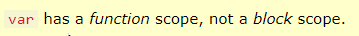 var has a function scope, not a block scope.